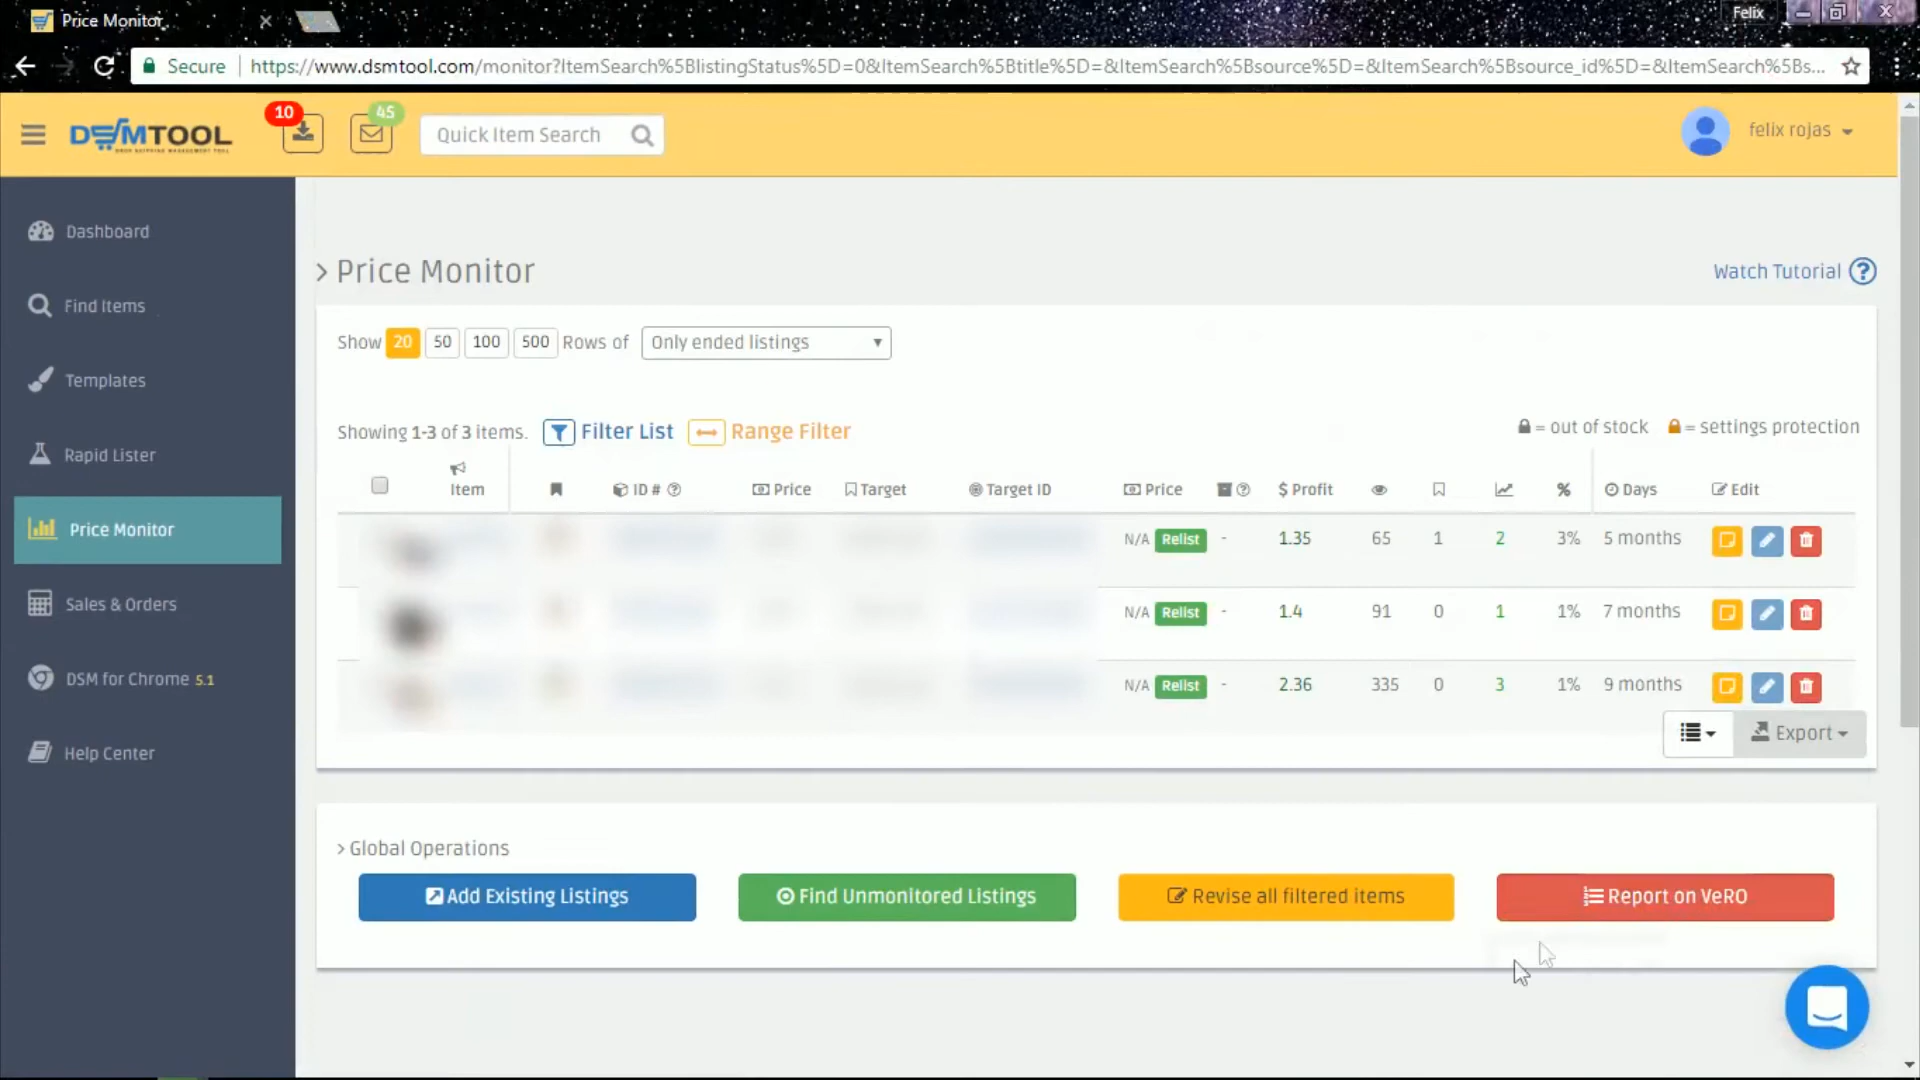 Price Monitor
Felix
Secure
https://www.dsmtool.com/monitor?ItemSearch%5BlistingStatus%5D=0&ItemSearch%5Btitle%5D=&ItemSearch%5Bsource%5D=&ItemSearch%5Bsource_id%5D=&ItemSearch%5Bs...
10
45
DSMTOOL
DROP SHIPPING MANAGEMENT TOOL
Quick Item Search
felix rojas
Dashboard
Find Items
Templates
Rapid Lister
Price Monitor
Sales & Orders
DSM for Chrome 5.1
Help Center
> Price Monitor
Watch Tutorial ?
Show 20 50 100 500 Rows of Only ended listings
Showing 1-3 of 3 items. Filter List Range Filter
= out of stock = settings protection
Item ID # ? Price Target Target ID Price ? $ Profit % Days Edit
N/A Relist - 1.35 65 1 2 3% 5 months
N/A Relist - 1.4 91 0 1 1% 7 months
N/A Relist - 2.36 335 0 3 1% 9 months
Export
> Global Operations
Add Existing Listings
Find Unmonitored Listings
Revise all filtered items
Report on VeRO